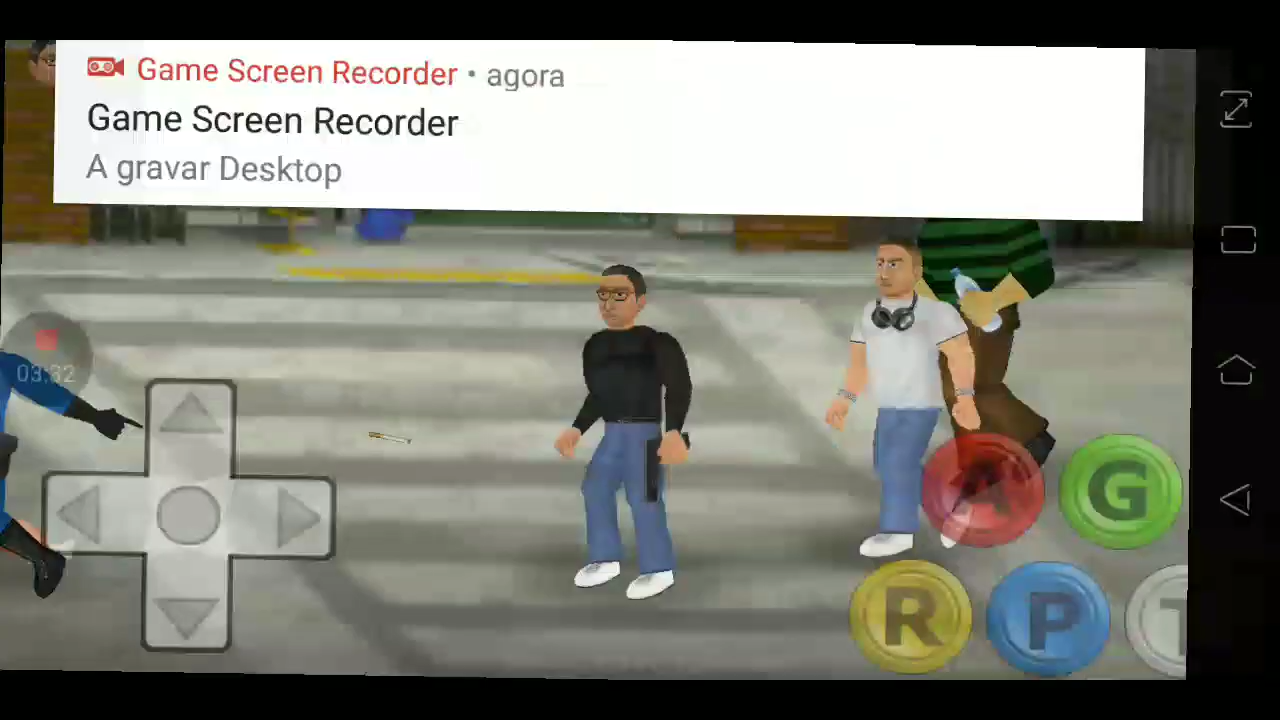 Game Screen Recorder • agora
Game Screen Recorder
A gravar Desktop
03:32
A
G
R
P
T